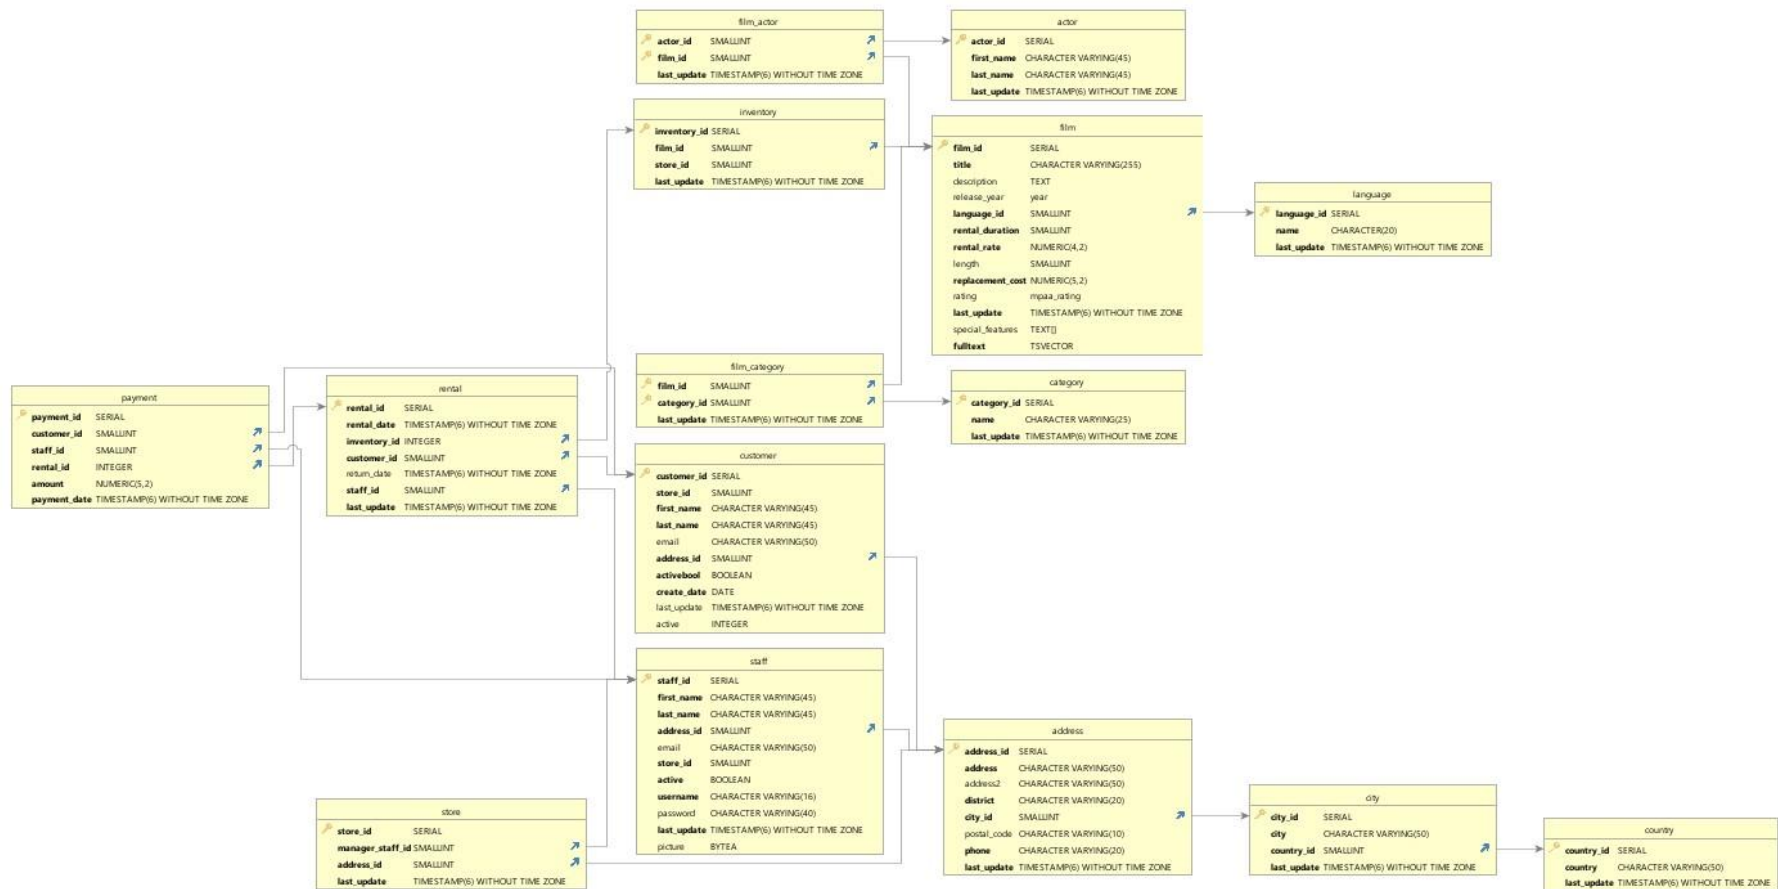 film_actor
actor_id SMALLINT
film_id SMALLINT
last_update TIMESTAMP(6) WITHOUT TIME ZONE
actor
actor_id SERIAL
first_name CHARACTER VARYING(45)
last_name CHARACTER VARYING(45)
last_update TIMESTAMP(6) WITHOUT TIME ZONE
inventory
inventory_id SERIAL
film_id SMALLINT
store_id SMALLINT
last_update TIMESTAMP(6) WITHOUT TIME ZONE
film
film_id SERIAL
title CHARACTER VARYING(255)
description TEXT
release_year year
language_id SMALLINT
rental_duration SMALLINT
rental_rate NUMERIC(4,2)
length SMALLINT
replacement_cost NUMERIC(5,2)
rating mpaa_rating
last_update TIMESTAMP(6) WITHOUT TIME ZONE
special_features TEXT[]
fulltext TSVECTOR
language
language_id SERIAL
name CHARACTER(20)
last_update TIMESTAMP(6) WITHOUT TIME ZONE
film_category
film_id SMALLINT
category_id SMALLINT
last_update TIMESTAMP(6) WITHOUT TIME ZONE
category
category_id SERIAL
name CHARACTER VARYING(25)
last_update TIMESTAMP(6) WITHOUT TIME ZONE
payment
payment_id SERIAL
customer_id SMALLINT
staff_id SMALLINT
rental_id INTEGER
amount NUMERIC(5,2)
payment_date TIMESTAMP(6) WITHOUT TIME ZONE
rental
rental_id SERIAL
rental_date TIMESTAMP(6) WITHOUT TIME ZONE
inventory_id INTEGER
customer_id SMALLINT
return_date TIMESTAMP(6) WITHOUT TIME ZONE
staff_id SMALLINT
last_update TIMESTAMP(6) WITHOUT TIME ZONE
customer
customer_id SERIAL
store_id SMALLINT
first_name CHARACTER VARYING(45)
last_name CHARACTER VARYING(45)
email CHARACTER VARYING(50)
address_id SMALLINT
activebool BOOLEAN
create_date DATE
last_update TIMESTAMP(6) WITHOUT TIME ZONE
active INTEGER
staff
staff_id SERIAL
first_name CHARACTER VARYING(45)
last_name CHARACTER VARYING(45)
address_id SMALLINT
email CHARACTER VARYING(50)
store_id SMALLINT
active BOOLEAN
username CHARACTER VARYING(16)
password CHARACTER VARYING(40)
last_update TIMESTAMP(6) WITHOUT TIME ZONE
picture BYTEA
store
store_id SERIAL
manager_staff_id SMALLINT
address_id SMALLINT
last_update TIMESTAMP(6) WITHOUT TIME ZONE
address
address_id SERIAL
address CHARACTER VARYING(50)
address2 CHARACTER VARYING(50)
district CHARACTER VARYING(20)
city_id SMALLINT
postal_code CHARACTER VARYING(10)
phone CHARACTER VARYING(20)
last_update TIMESTAMP(6) WITHOUT TIME ZONE
city
city_id SERIAL
city CHARACTER VARYING(50)
country_id SMALLINT
last_update TIMESTAMP(6) WITHOUT TIME ZONE
country
country_id SERIAL
country CHARACTER VARYING(50)
last_update TIMESTAMP(6) WITHOUT TIME ZONE